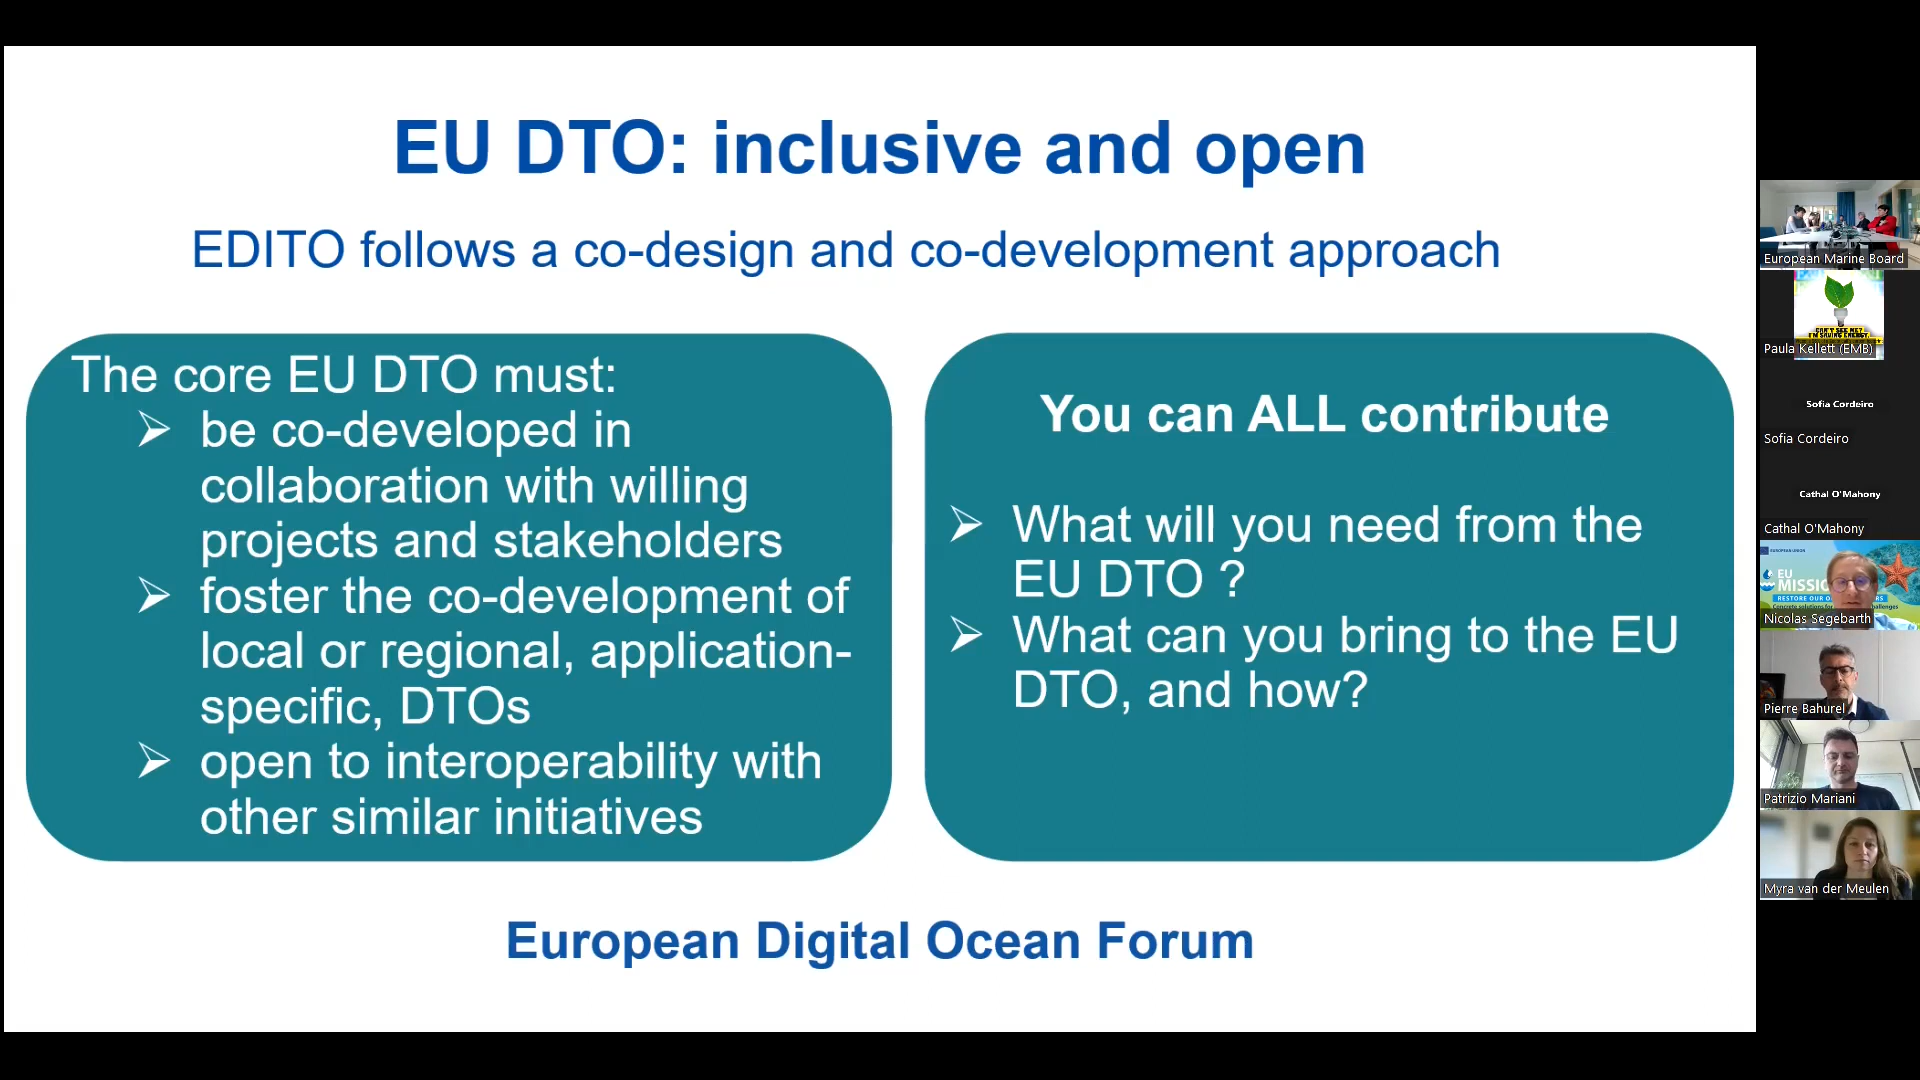 EU DTO: inclusive and open
EDITO follows a co-design and co-development approach
The core EU DTO must:
➢ be co-developed in
collaboration with willing
projects and stakeholders
➢ foster the co-development of
local or regional, application-
specific, DTOs
➢ open to interoperability with
other similar initiatives
You can ALL contribute
➢ What will you need from the
EU DTO ?
➢ What can you bring to the EU
DTO, and how?
European Digital Ocean Forum
European Marine Board
Paula Kellett (EMB)
Sofia Cordeiro
Sofia Cordeiro
Cathal O'Mahony
Cathal O'Mahony
EUROPEAN UNION
EU
RESTORE OUR
Nicolas Segebarth
Pierre Bahurel
Patrizio Mariani
Myra van der Meulen